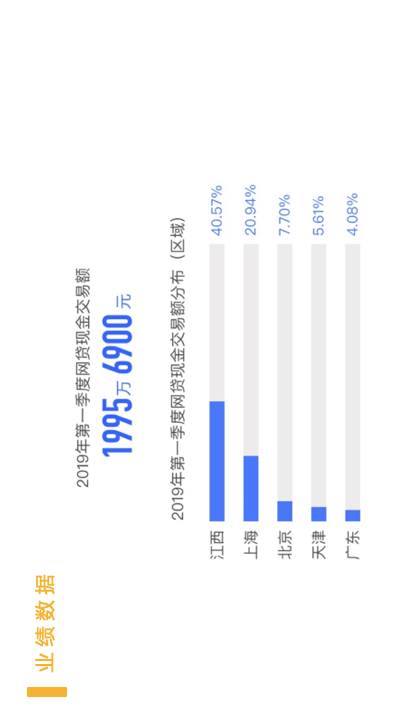 业绩数据
2019年第一季度网贷现金交易额
1995万6900元
2019年第一季度网贷现金交易额分布（区域）
江西 40.57%
上海 20.94%
北京 7.70%
天津 5.61%
广东 4.08%